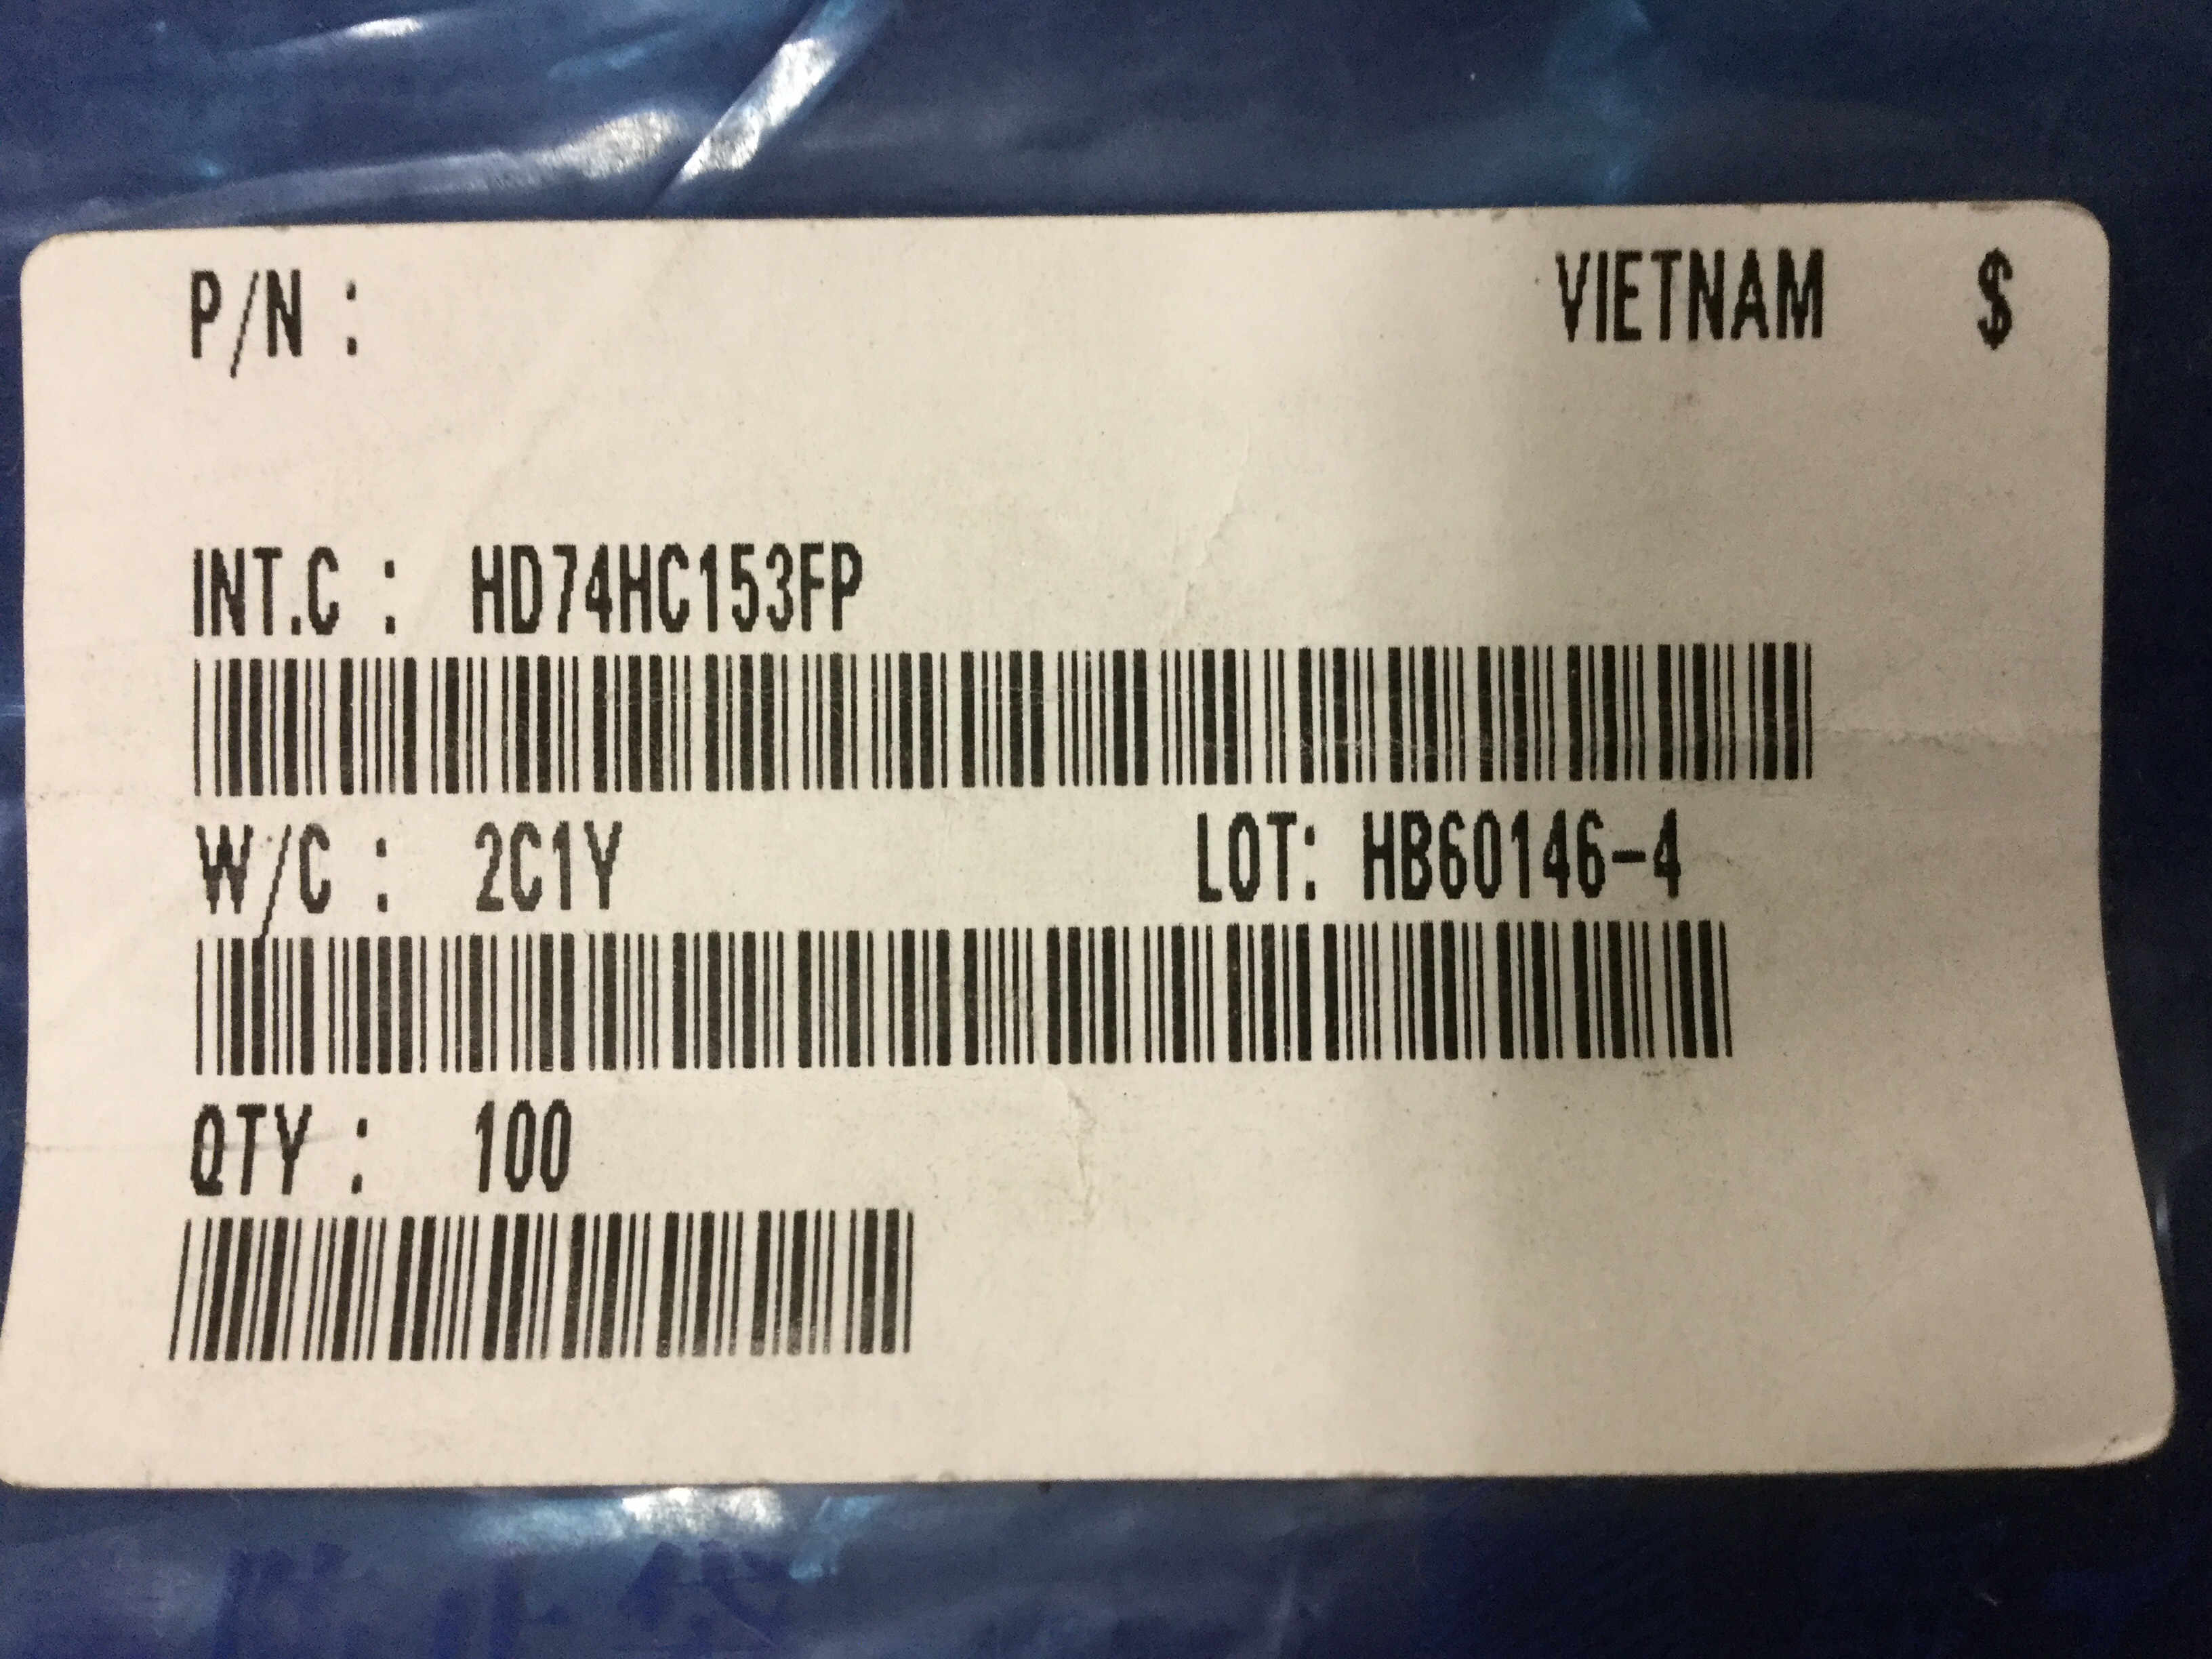 P/N : VIETNAM $
INT.C : HD74HC153FP
W/C : 2C1Y LOT: HB60146-4
QTY : 100